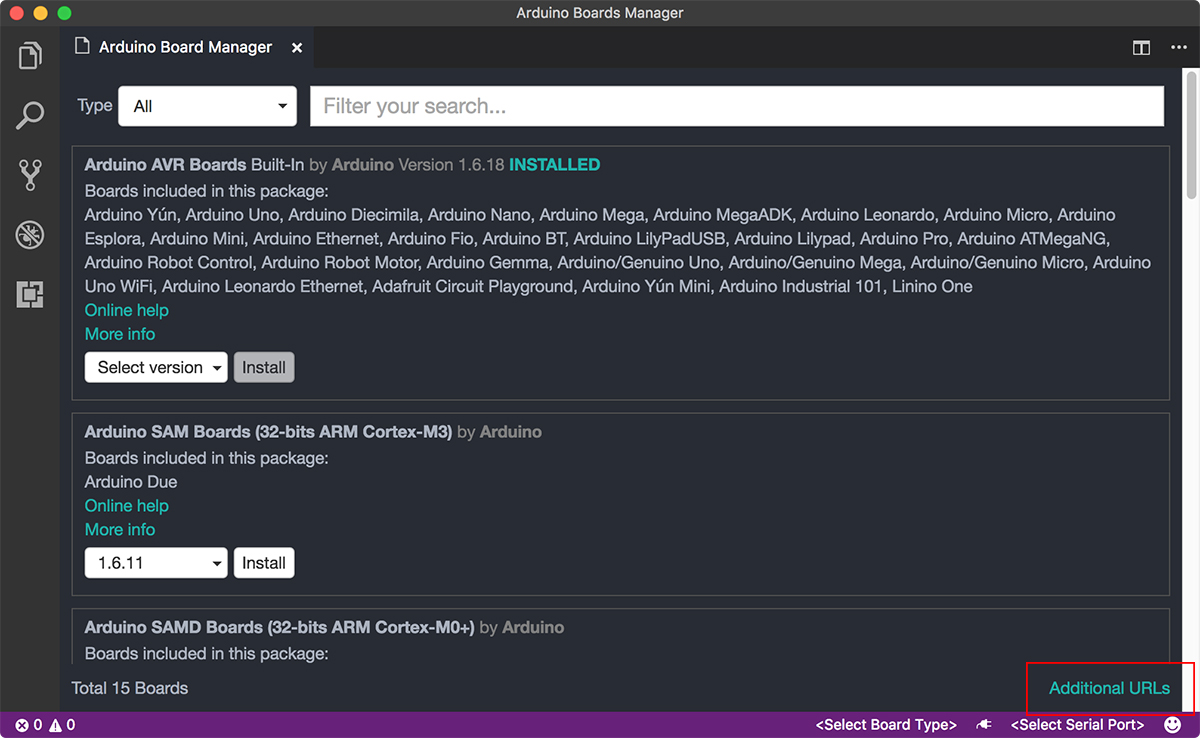 Arduino Boards Manager
Arduino Board Manager
Type All Filter your search...
Arduino AVR Boards Built-In by Arduino Version 1.6.18 INSTALLED
Boards included in this package:
Arduino Yún, Arduino Uno, Arduino Diecimila, Arduino Nano, Arduino Mega, Arduino MegaADK, Arduino Leonardo, Arduino Micro, Arduino
Esplora, Arduino Mini, Arduino Ethernet, Arduino Fio, Arduino BT, Arduino LilyPadUSB, Arduino Lilypad, Arduino Pro, Arduino ATMegaNG,
Arduino Robot Control, Arduino Robot Motor, Arduino Gemma, Arduino/Genuino Uno, Arduino/Genuino Mega, Arduino/Genuino Micro, Arduino
Uno WiFi, Arduino Leonardo Ethernet, Adafruit Circuit Playground, Arduino Yún Mini, Arduino Industrial 101, Linino One
Online help
More info
Select version Install
Arduino SAM Boards (32-bits ARM Cortex-M3) by Arduino
Boards included in this package:
Arduino Due
Online help
More info
1.6.11 Install
Arduino SAMD Boards (32-bits ARM Cortex-M0+) by Arduino
Boards included in this package:
Total 15 Boards Additional URLs
0 0 <Select Board Type> <Select Serial Port>